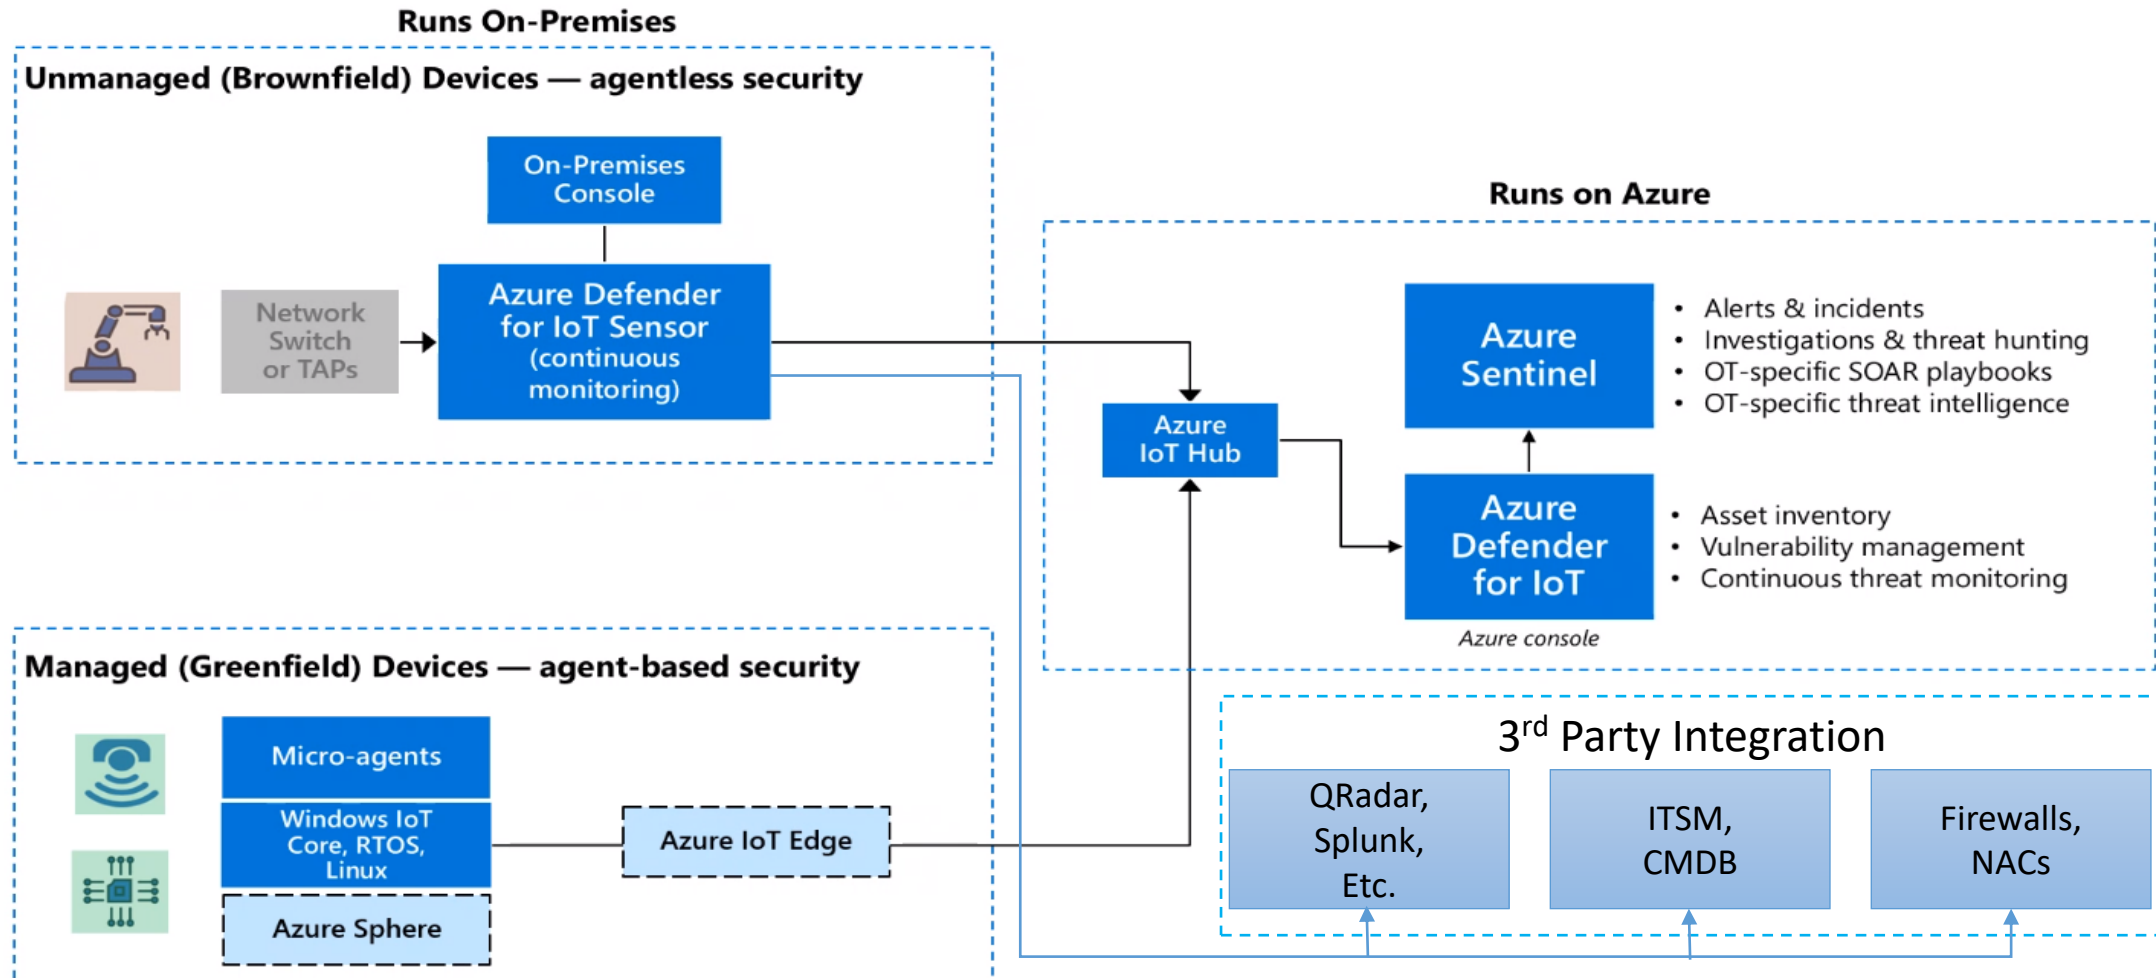 Runs On-Premises
Unmanaged (Brownfield) Devices — agentless security
On-Premises
Console
Network
Switch
or TAPs
Azure Defender
for IoT Sensor
(continuous
monitoring)
Runs on Azure
Azure
IoT Hub
Azure
Sentinel
• Alerts & incidents
• Investigations & threat hunting
• OT-specific SOAR playbooks
• OT-specific threat intelligence
Azure
Defender
for IoT
• Asset inventory
• Vulnerability management
• Continuous threat monitoring
Azure console
Managed (Greenfield) Devices — agent-based security
Micro-agents
Windows IoT
Core, RTOS,
Linux
Azure Sphere
Azure IoT Edge
3rd Party Integration
QRadar,
Splunk,
Etc.
ITSM,
CMDB
Firewalls,
NACs